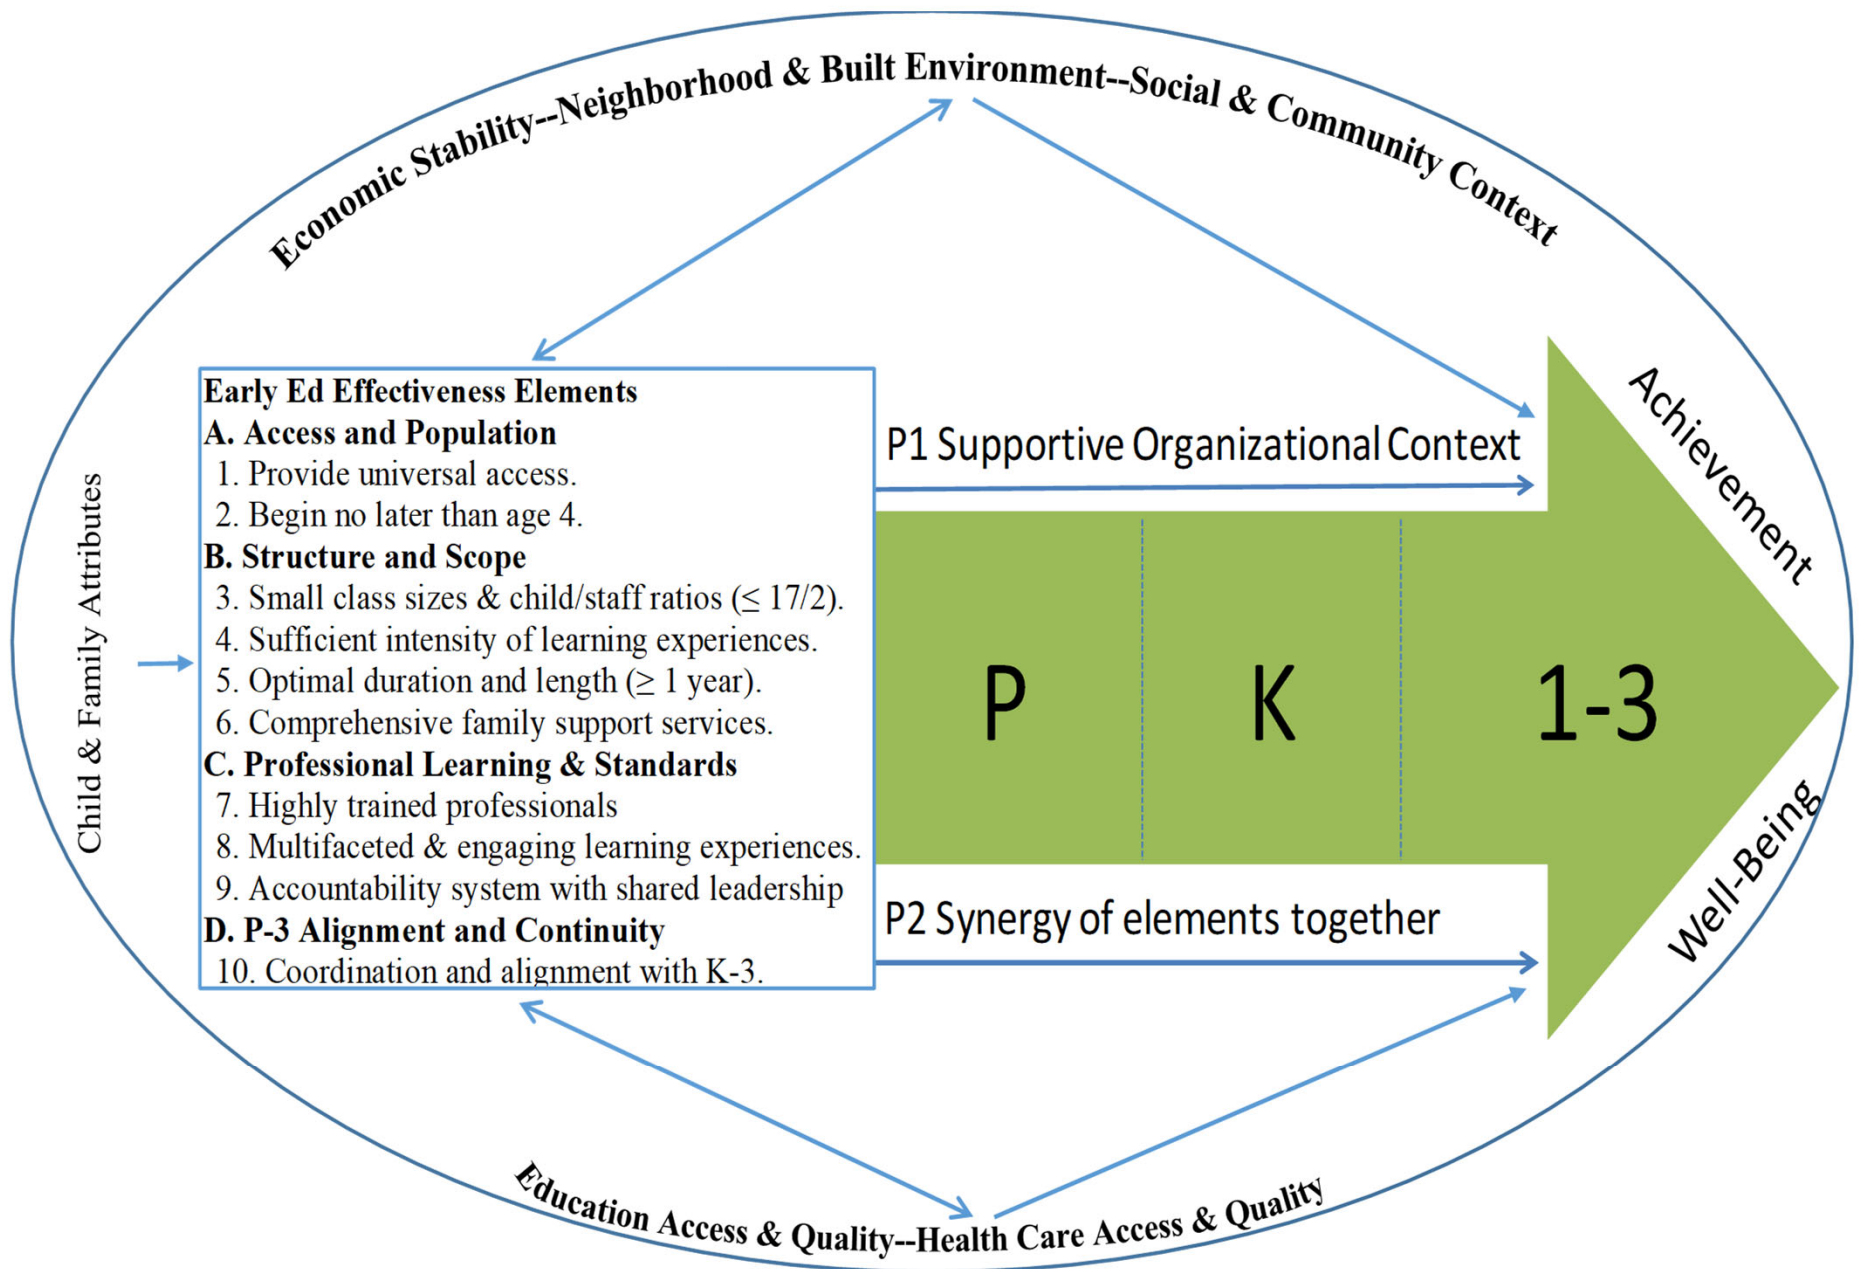 Economic Stability--Neighborhood & Built Environment--Social & Community Context
Child & Family Attributes
Early Ed Effectiveness Elements
A. Access and Population
1. Provide universal access.
2. Begin no later than age 4.
B. Structure and Scope
3. Small class sizes & child/staff ratios (≤ 17/2).
4. Sufficient intensity of learning experiences.
5. Optimal duration and length (≥ 1 year).
6. Comprehensive family support services.
C. Professional Learning & Standards
7. Highly trained professionals
8. Multifaceted & engaging learning experiences.
9. Accountability system with shared leadership
D. P-3 Alignment and Continuity
10. Coordination and alignment with K-3.
P1 Supportive Organizational Context
P
K
1-3
P2 Synergy of elements together
Achievement
Well-Being
Education Access & Quality--Health Care Access & Quality